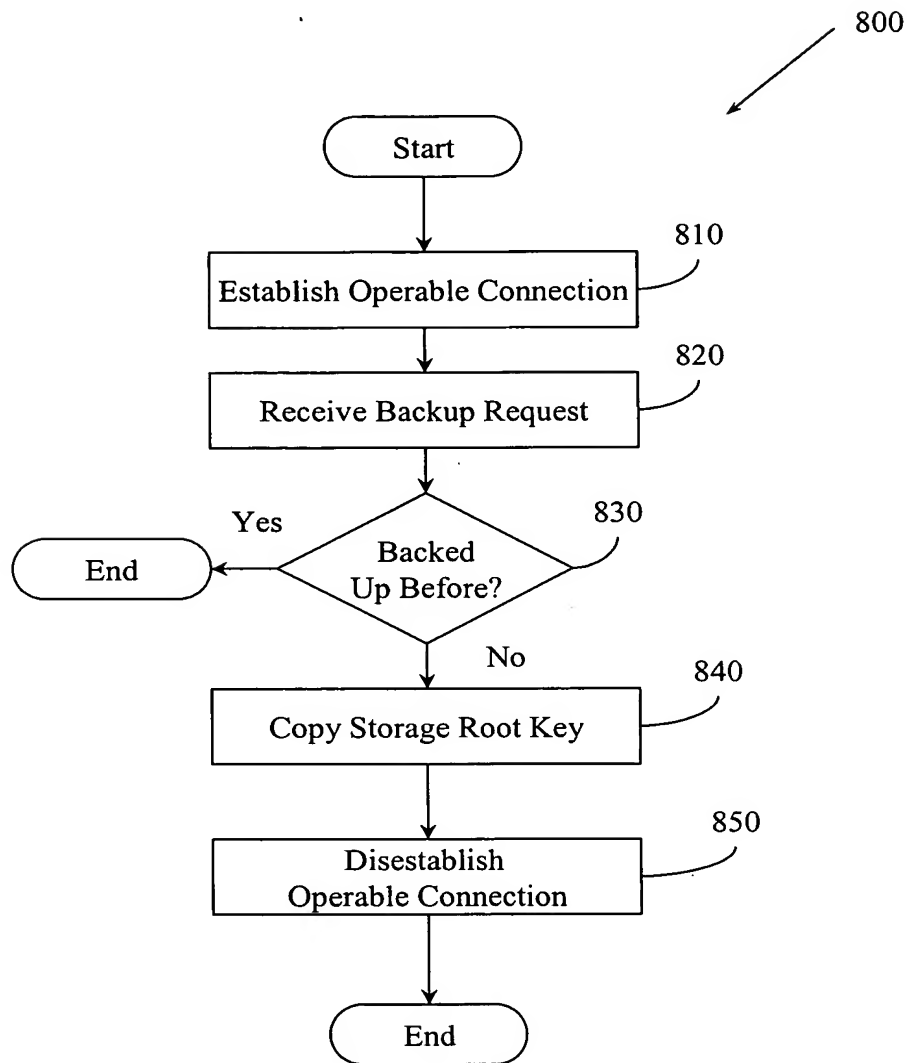 800
Start
810
Establish Operable Connection
820
Receive Backup Request
Yes
830
End
Backed
Up Before?
No
840
Copy Storage Root Key
850
Disestablish
Operable Connection
End